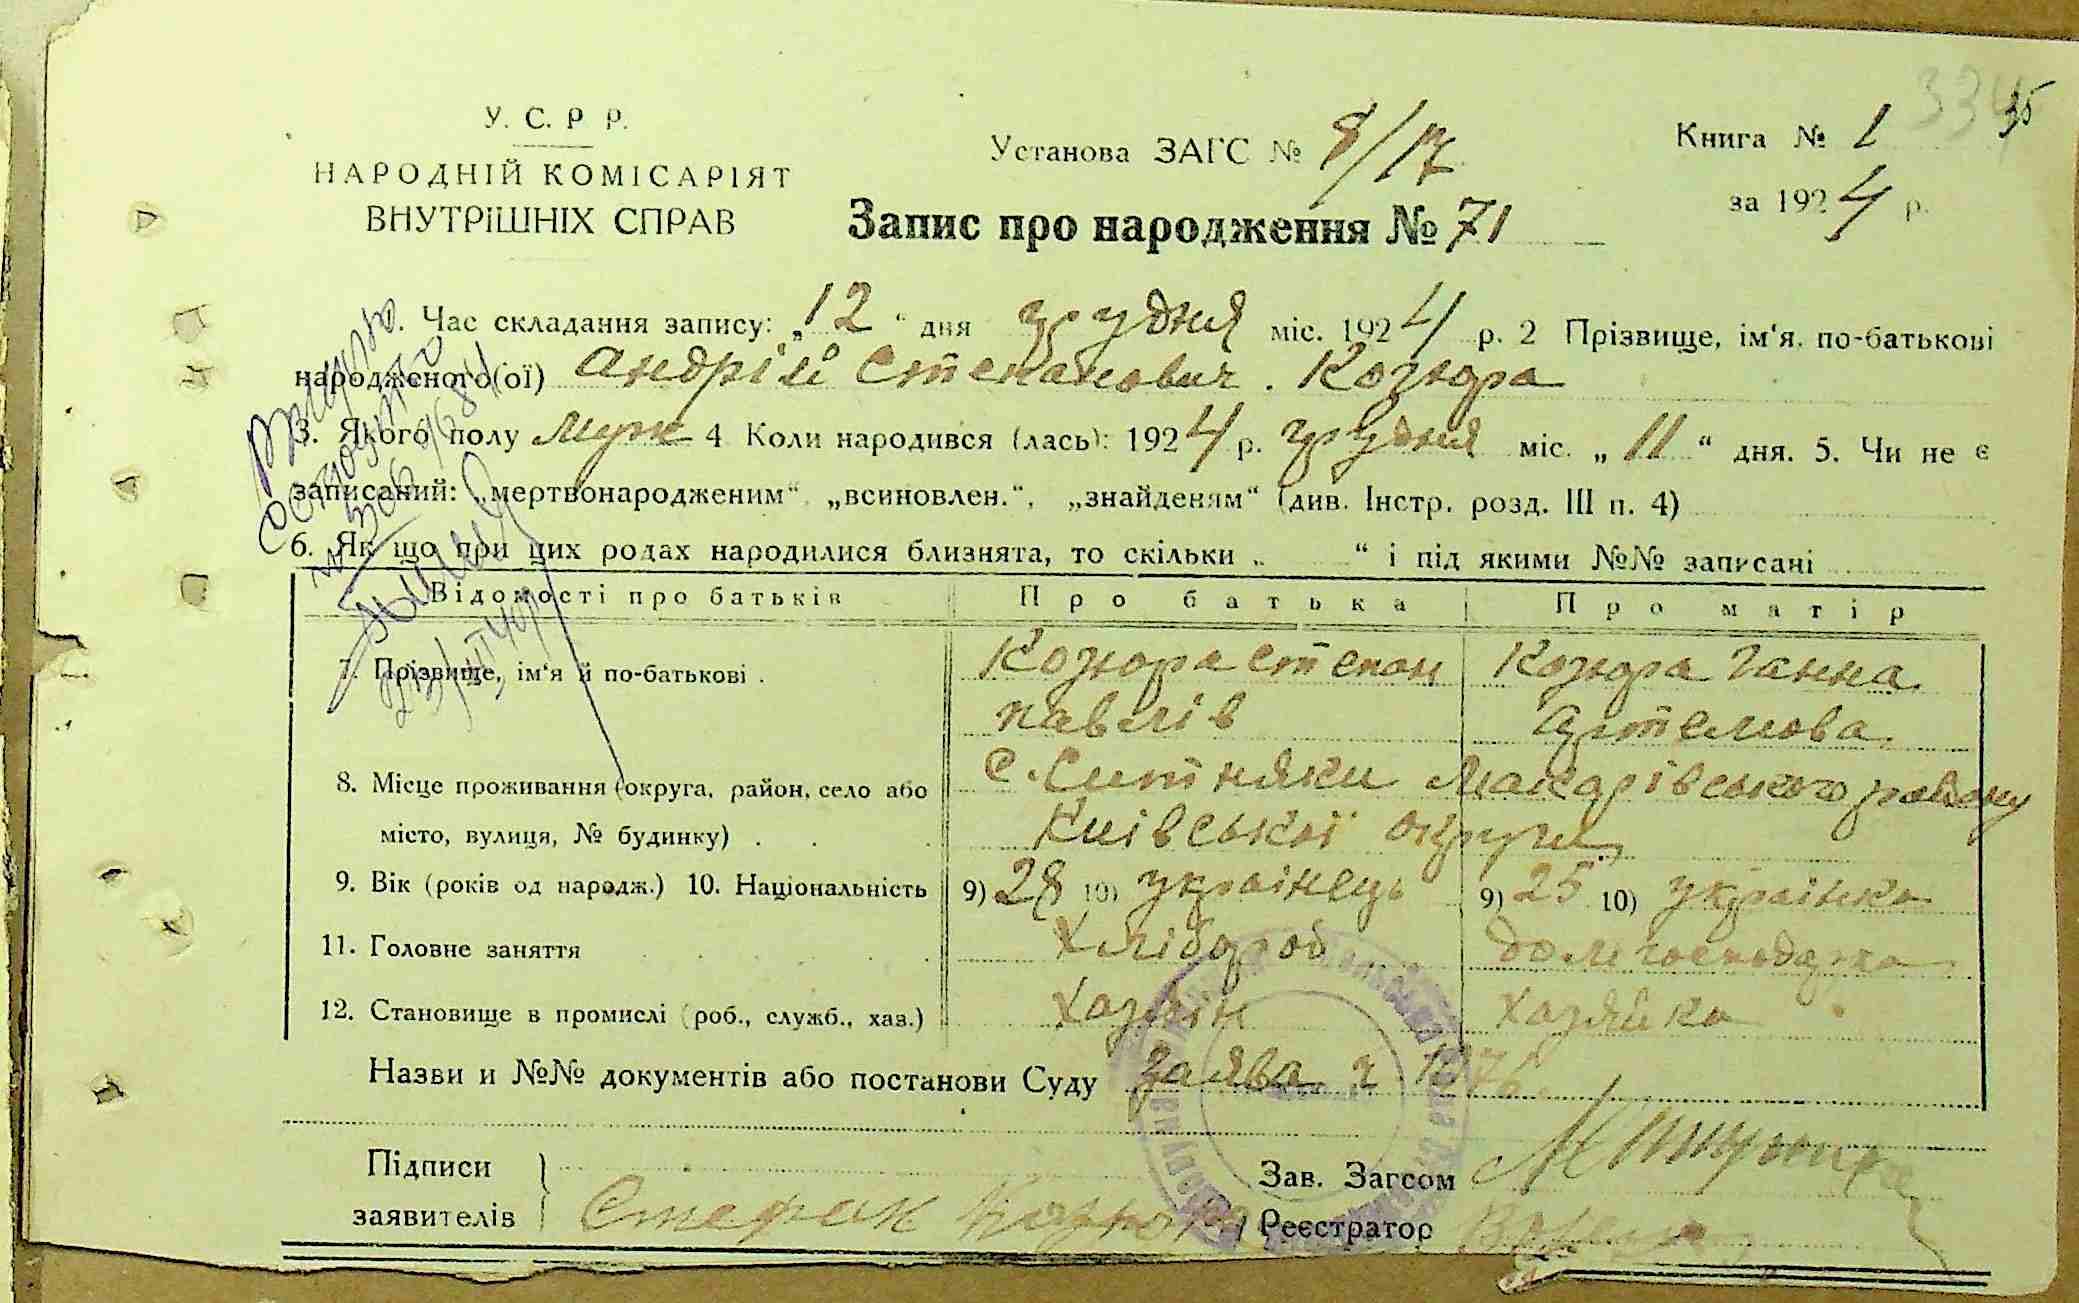 У. С. Р Р.
НАРОДНІЙ КОМІСАРІЯТ
ВНУТРІШНІХ СПРАВ
Установа ЗАГС № 8/17
Книга № 1
за 1924 р.
Запис про народження № 71
1. Час складання запису: „12“ дня грудня міс. 1924 р. 2 Прізвище, ім‘я, по-батькові
народженого(ої) Андрій Степанович. Козюра
3. Якого полу муж 4 Коли народився (лась): 1924 р. грудня міс. „11“ дня. 5. Чи не є
записаний: „мертвонародженим“, „всиновлен.“, „знайденям“ (див. Інстр. розд. III п. 4)
6. Як що при цих родах народилися близнята, то скільки „ “ і під якими №№ записані
Відомості про батьків Про батька Про матір
7. Прізвище, ім‘я й по-батькові . Козюра Степан Козюра Ганна
Павлів Артемова
8. Місце проживання (округа, район, село або с. Ситняки Макарівського району
місто, вулиця, № будинку) . . . Київської округи
9. Вік (років од народж.) 10. Національність 9) 28 10) українець 9) 25 10) українка
11. Головне заняття Хлібороб домгосподарка
12. Становище в промислі (роб., служб., хаз.) Хазяїн Хазяйка
Назви и №№ документів або постанови Суду Заява
Підписи
заявителів Стефан Козюра
Зав. Загсом
Реєстратор